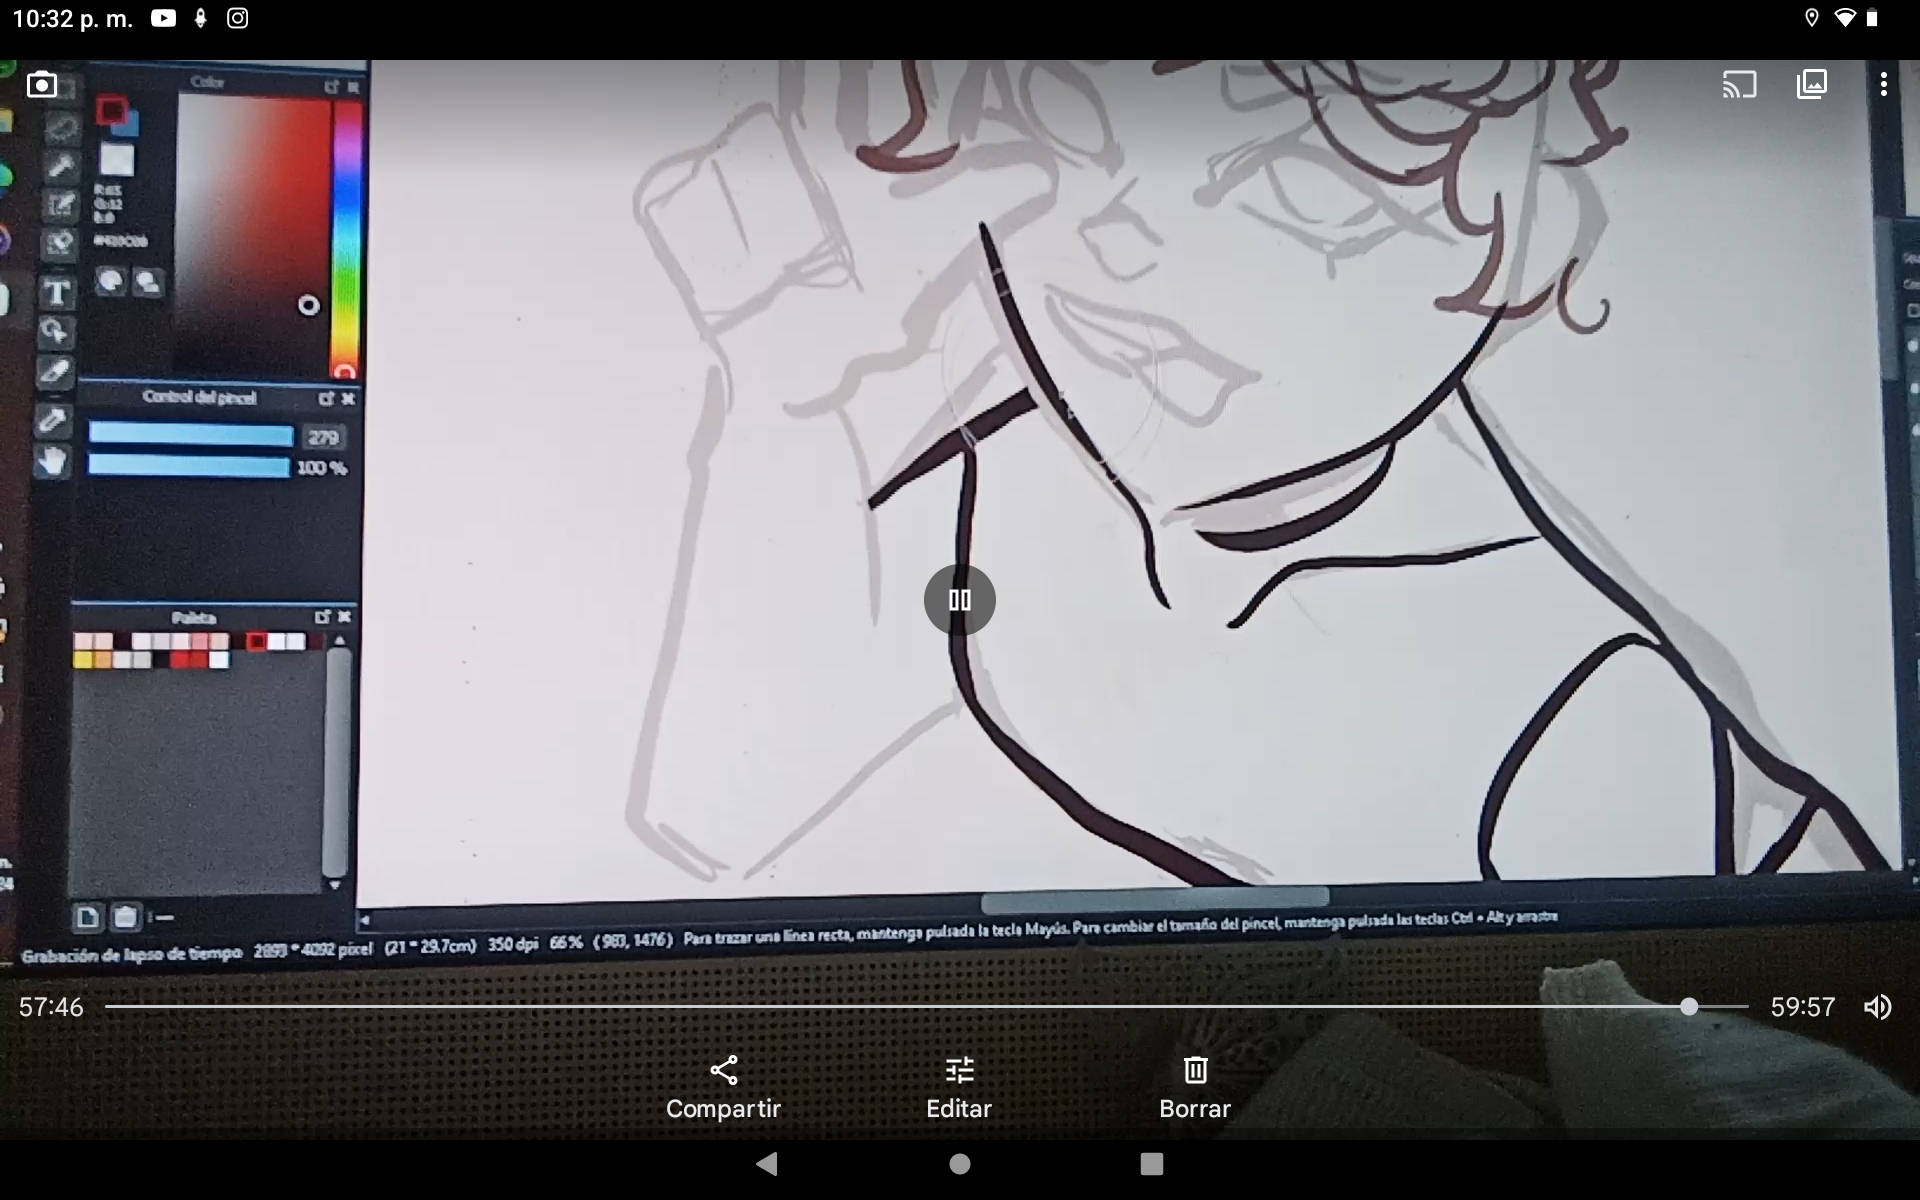 10:32 p. m.
Color
Control del pincel
279
100 %
Paleta
Grabación de lapso de tiempo 2893 * 4092 pixel (21 * 29.7cm) 350 dpi 66 % ( 983, 1476) Para trazar una línea recta, mantenga pulsada la tecla Mayús. Para cambiar el tamaño del pincel, mantenga pulsada las teclas Ctrl + Alt y arrastre
57:46
59:57
Compartir
Editar
Borrar